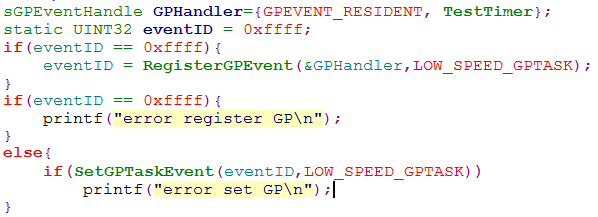 sGPEventHandle GPHandler={GPEVENT_RESIDENT, TestTimer};
static UINT32 eventID = 0xffff;
if(eventID == 0xffff){
    eventID = RegisterGPEvent(&GPHandler,LOW_SPEED_GPTASK);
}
if(eventID == 0xffff){
    printf("error register GP\n");
}
else{
    if(SetGPTaskEvent(eventID,LOW_SPEED_GPTASK))
        printf("error set GP\n");
}